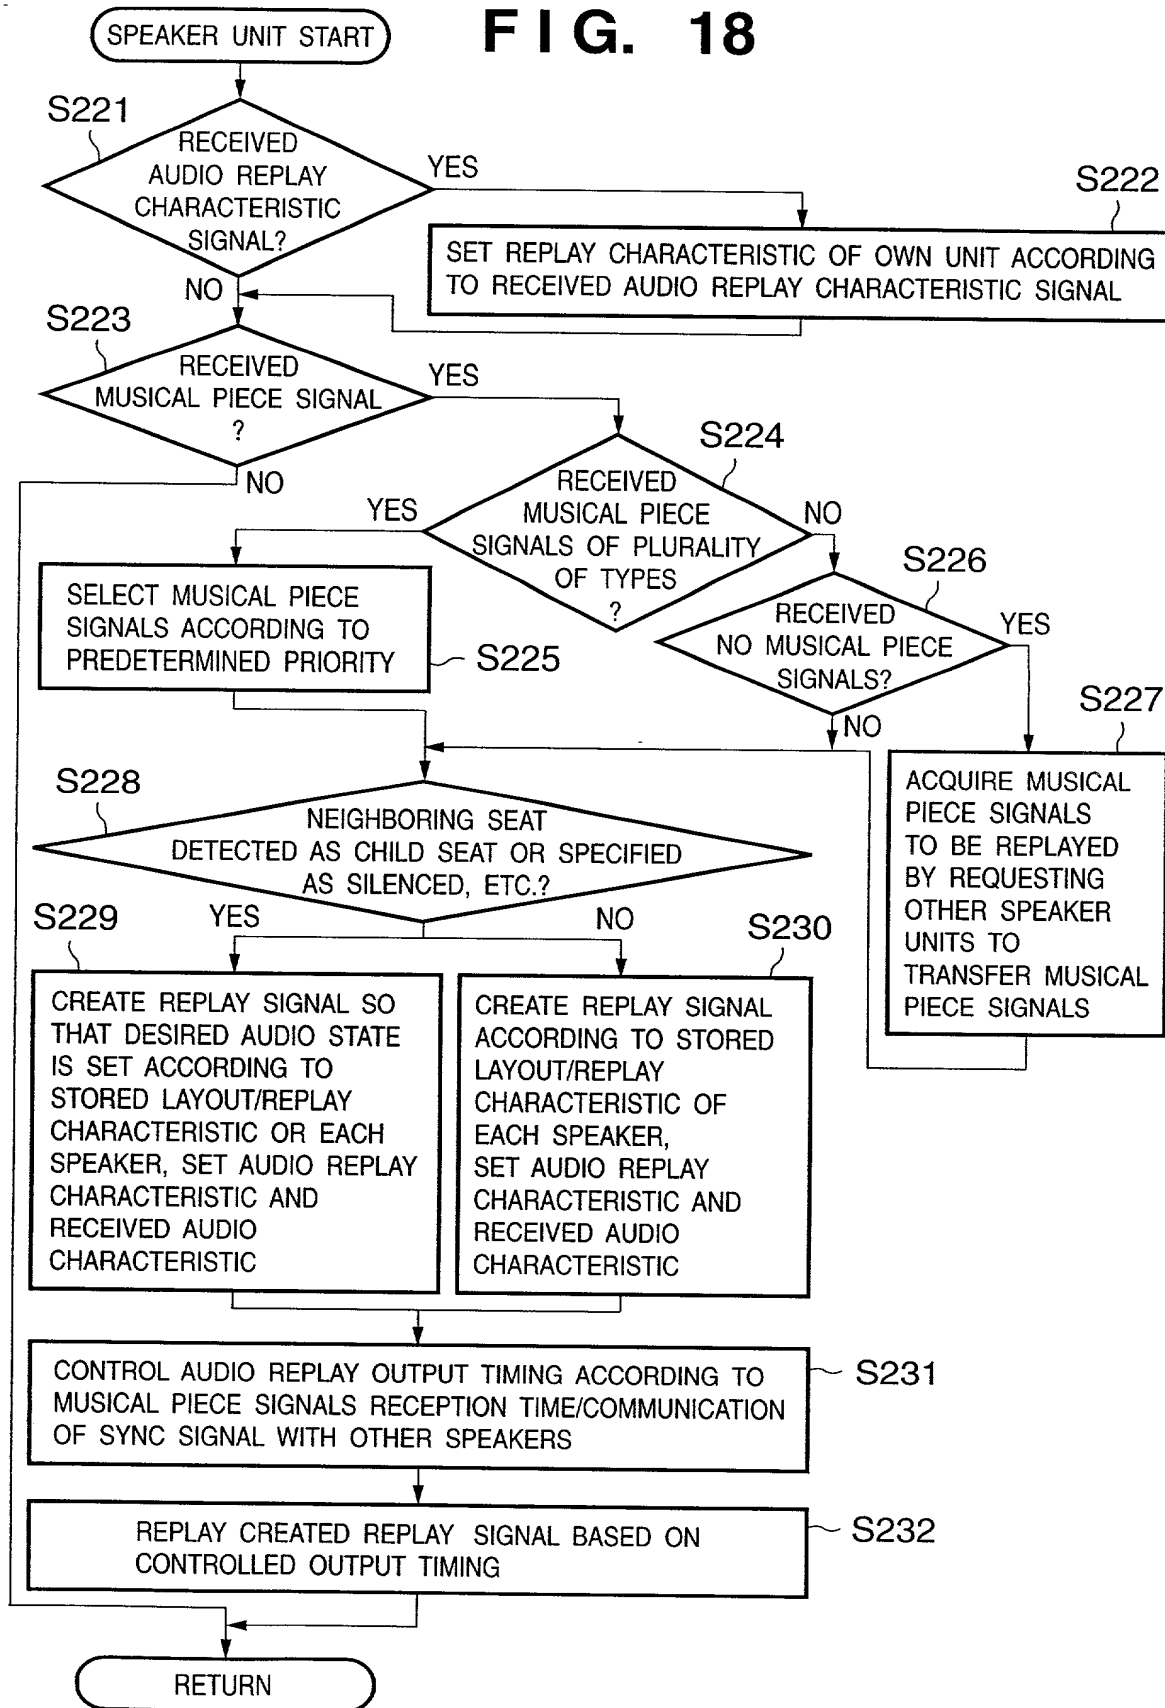 FIG. 18
SPEAKER UNIT START
S221
RECEIVED
AUDIO REPLAY
CHARACTERISTIC
SIGNAL?
YES
NO
S222
SET REPLAY CHARACTERISTIC OF OWN UNIT ACCORDING
TO RECEIVED AUDIO REPLAY CHARACTERISTIC SIGNAL
S223
RECEIVED
MUSICAL PIECE SIGNAL
?
YES
NO
S224
RECEIVED
MUSICAL PIECE
SIGNALS OF PLURALITY
OF TYPES
?
YES
NO
SELECT MUSICAL PIECE
SIGNALS ACCORDING TO
PREDETERMINED PRIORITY
S225
S226
RECEIVED
NO MUSICAL PIECE
SIGNALS?
YES
NO
S227
ACQUIRE MUSICAL
PIECE SIGNALS
TO BE REPLAYED
BY REQUESTING
OTHER SPEAKER
UNITS TO
TRANSFER MUSICAL
PIECE SIGNALS
S228
NEIGHBORING SEAT
DETECTED AS CHILD SEAT OR SPECIFIED
AS SILENCED, ETC.?
YES
NO
S229
CREATE REPLAY SIGNAL SO
THAT DESIRED AUDIO STATE
IS SET ACCORDING TO
STORED LAYOUT/REPLAY
CHARACTERISTIC OR EACH
SPEAKER, SET AUDIO REPLAY
CHARACTERISTIC AND
RECEIVED AUDIO
CHARACTERISTIC
S230
CREATE REPLAY SIGNAL
ACCORDING TO STORED
LAYOUT/REPLAY
CHARACTERISTIC OF
EACH SPEAKER,
SET AUDIO REPLAY
CHARACTERISTIC AND
RECEIVED AUDIO
CHARACTERISTIC
CONTROL AUDIO REPLAY OUTPUT TIMING ACCORDING TO
MUSICAL PIECE SIGNALS RECEPTION TIME/COMMUNICATION
OF SYNC SIGNAL WITH OTHER SPEAKERS
S231
REPLAY CREATED REPLAY SIGNAL BASED ON
CONTROLLED OUTPUT TIMING
S232
RETURN